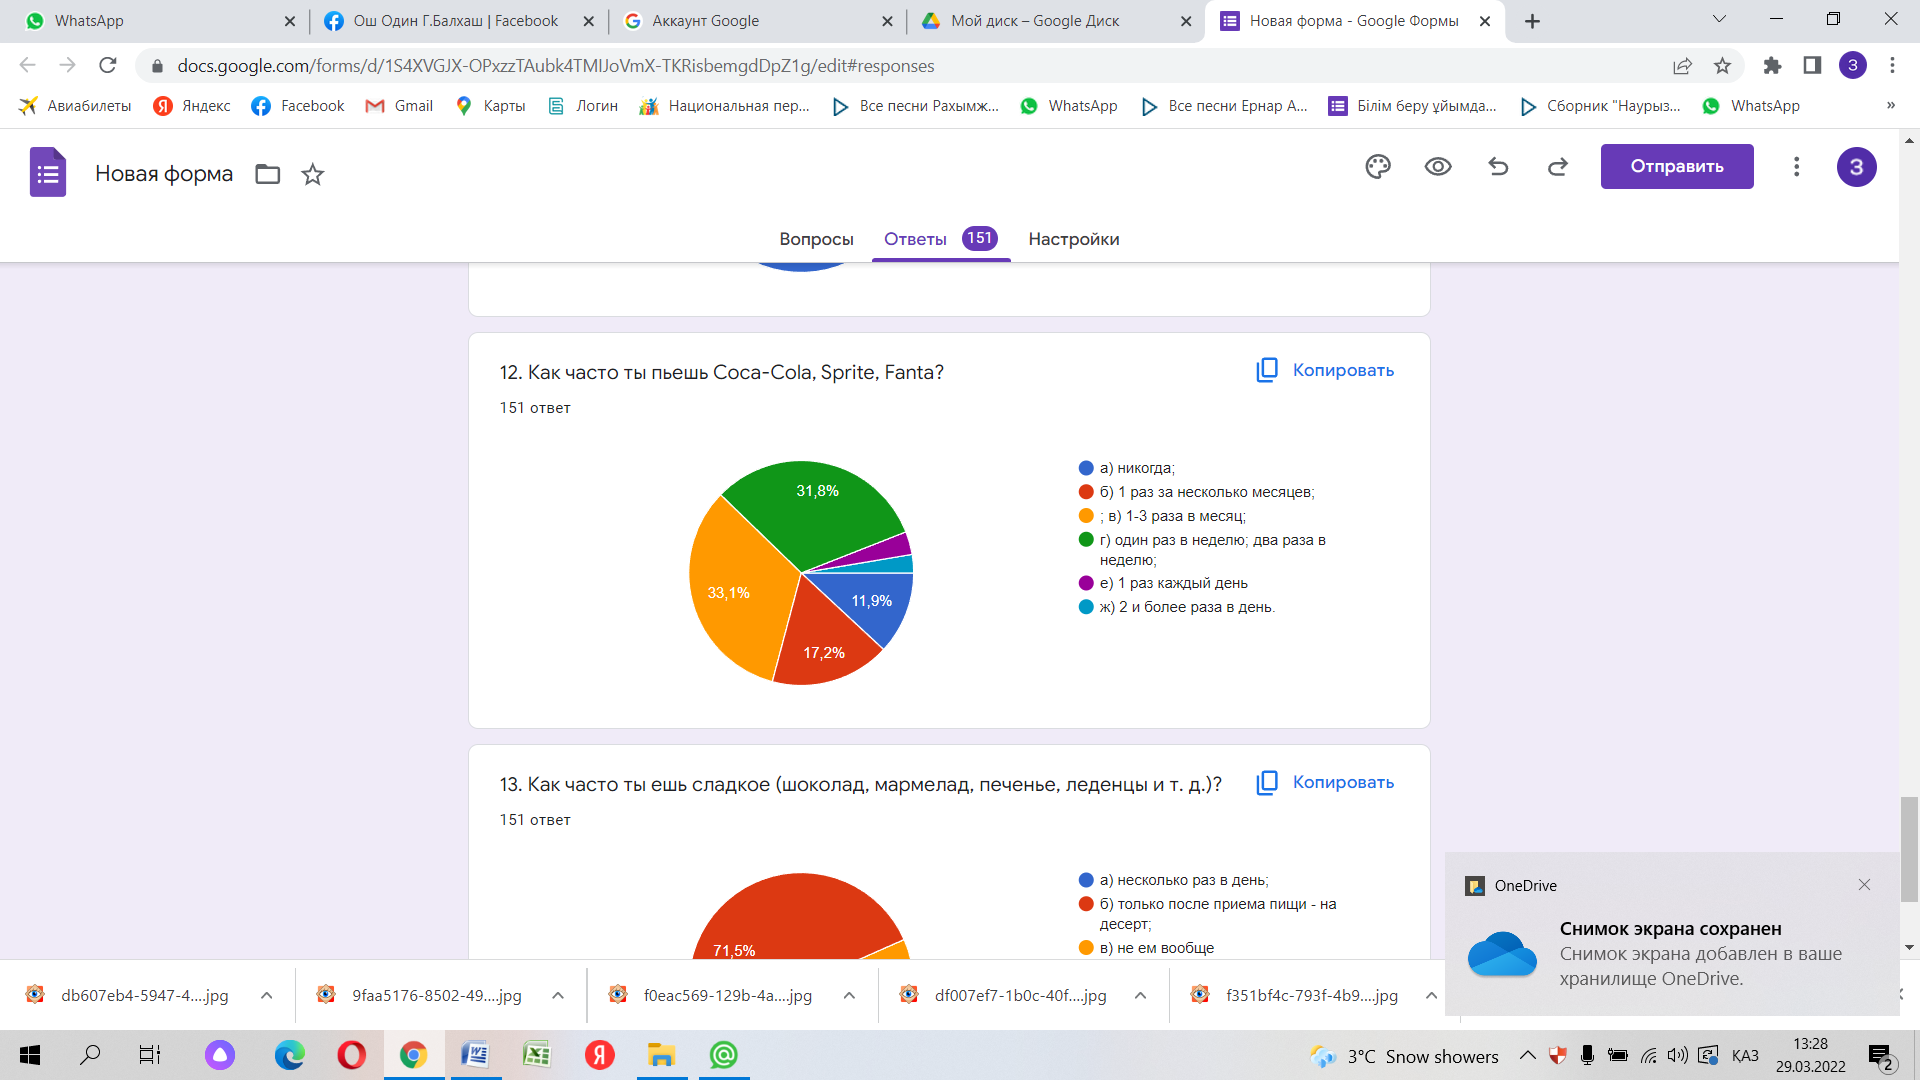 WhatsApp
Ош Один Г.Балхаш | Facebook
Аккаунт Google
Мой диск – Google Диск
Новая форма - Google Формы
docs.google.com/forms/d/1S4XVGJX-OPxzzTAubk4TMIJoVmX-TKRisbemgdDpZ1g/edit#responses
З
Авиабилеты
Яндекс
Facebook
Gmail
Карты
Логин
Национальная пер...
Все песни Рахымж...
WhatsApp
Все песни Ернар А...
Білім беру ұйымда...
Сборник "Наурыз...
WhatsApp
»
Новая форма
Отправить
З
Вопросы
Ответы 151
Настройки
12. Как часто ты пьешь Coca-Cola, Sprite, Fanta?
Копировать
151 ответ
31,8%
33,1%
11,9%
17,2%
а) никогда;
б) 1 раз за несколько месяцев;
; в) 1-3 раза в месяц;
г) один раз в неделю; два раза в
неделю;
е) 1 раз каждый день
ж) 2 и более раза в день.
13. Как часто ты ешь сладкое (шоколад, мармелад, печенье, леденцы и т. д.)?
Копировать
151 ответ
71,5%
а) несколько раз в день;
б) только после приема пищи - на
десерт;
в) не ем вообще
OneDrive
Снимок экрана сохранен
Снимок экрана добавлен в ваше
хранилище OneDrive.
db607eb4-5947-4....jpg
9faa5176-8502-49....jpg
f0eac569-129b-4a....jpg
df007ef7-1b0c-40f....jpg
f351bf4c-793f-4b9....jpg
3°C Snow showers
ҚАЗ
13:28
29.03.2022
2